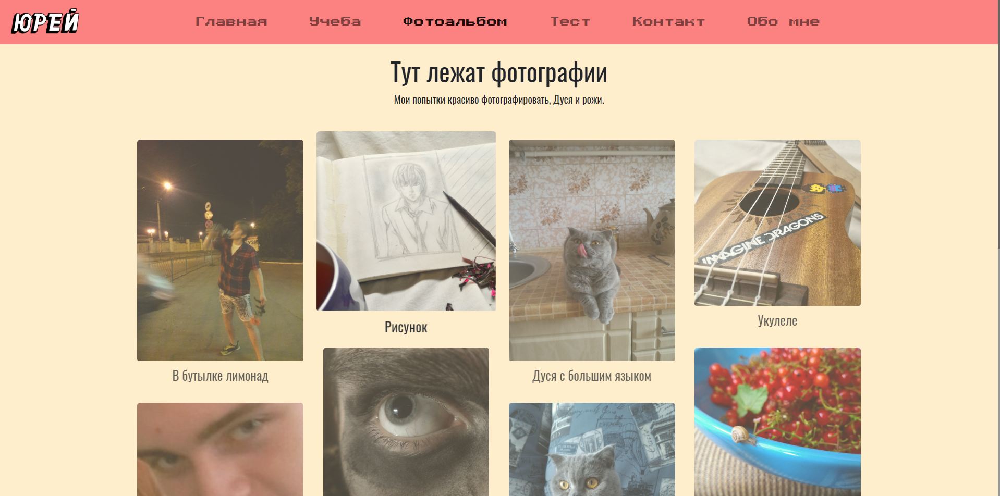 ЮРЕЙ
Главная Учеба Фотоальбом Тест Контакт Обо мне
Тут лежат фотографии
Мои попытки красиво фотографировать, Дуся и рожи.
IMAGINE DRAGONS
Рисунок
Укулеле
В бутылке лимонад
Дуся с большим языком